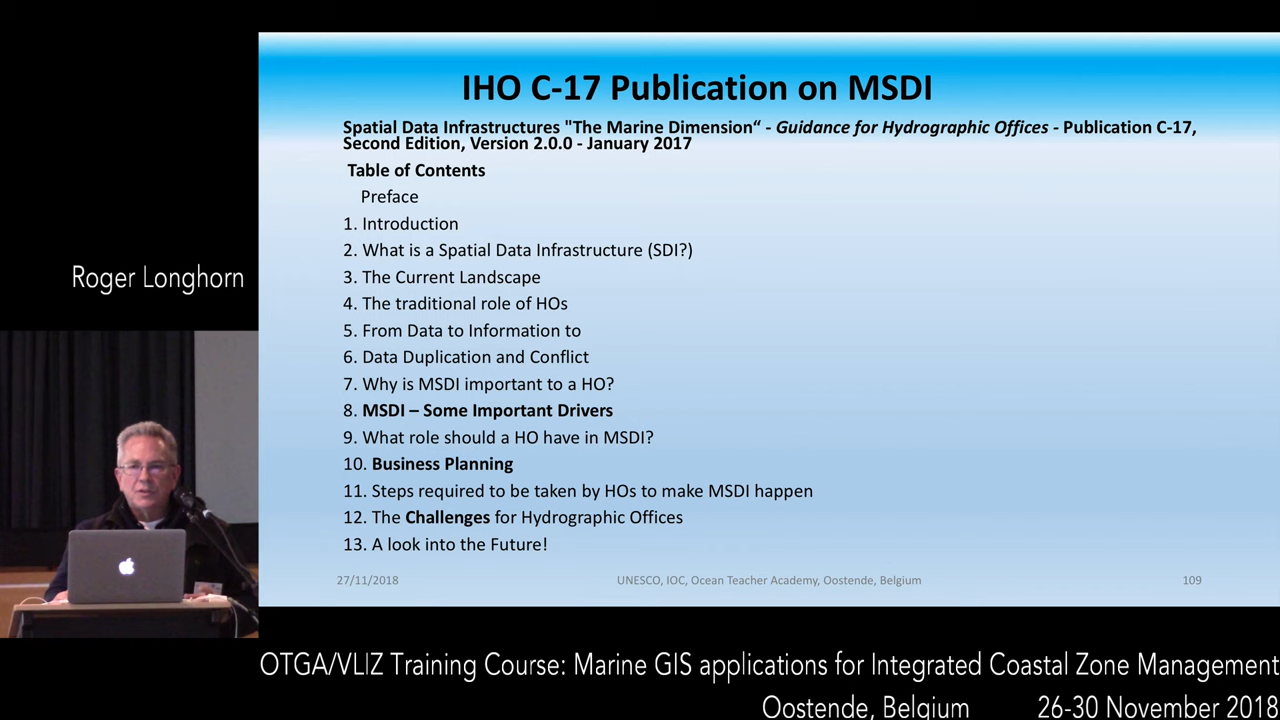 IHO C-17 Publication on MSDI
Spatial Data Infrastructures "The Marine Dimension“ - Guidance for Hydrographic Offices - Publication C-17,
Second Edition, Version 2.0.0 - January 2017
Table of Contents
Preface
1. Introduction
2. What is a Spatial Data Infrastructure (SDI?)
3. The Current Landscape
4. The traditional role of HOs
5. From Data to Information to
6. Data Duplication and Conflict
7. Why is MSDI important to a HO?
8. MSDI – Some Important Drivers
9. What role should a HO have in MSDI?
10. Business Planning
11. Steps required to be taken by HOs to make MSDI happen
12. The Challenges for Hydrographic Offices
13. A look into the Future!
27/11/2018 UNESCO, IOC, Ocean Teacher Academy, Oostende, Belgium 109
Roger Longhorn
OTGA/VLIZ Training Course: Marine GIS applications for Integrated Coastal Zone Management
Oostende, Belgium 26-30 November 2018